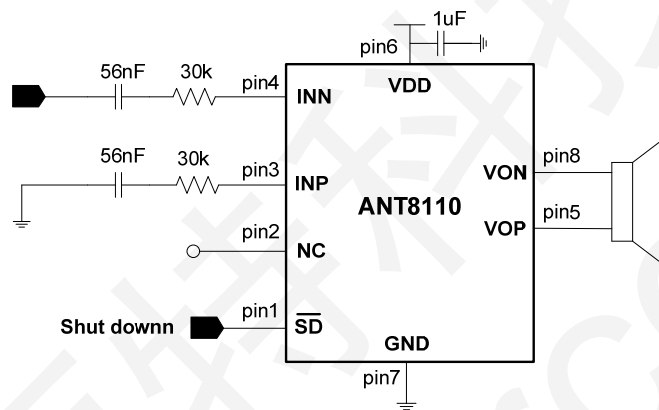 1uF
pin6
56nF 30k pin4
INN
VDD
56nF 30k pin3
INP
VON pin8
ANT8110
VOP pin5
pin2
NC
pin1
Shut downn
SD
GND
pin7